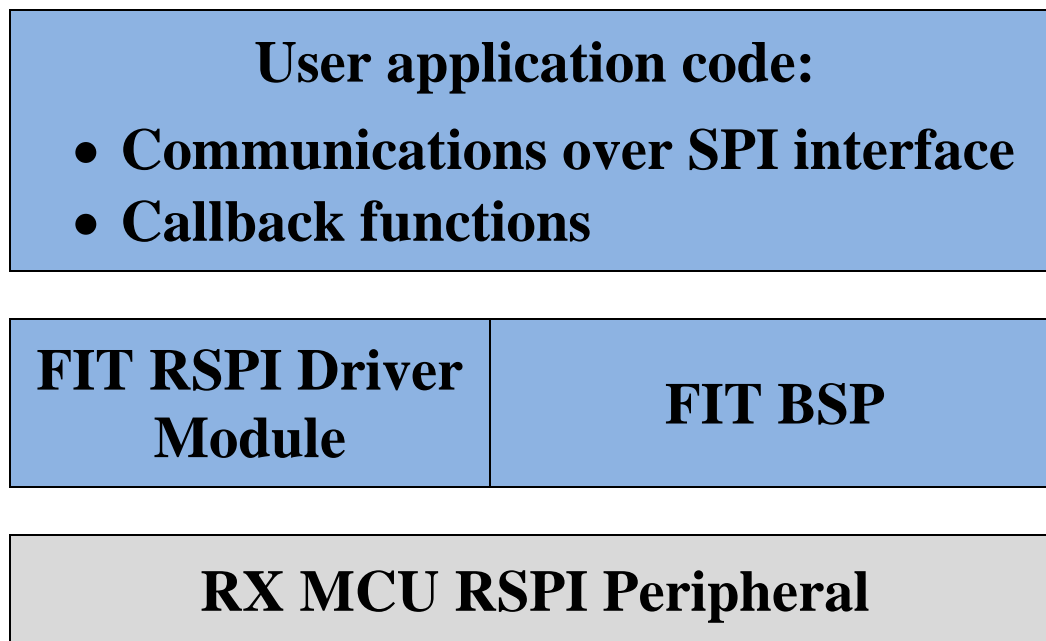 User application code:
• Communications over SPI interface
• Callback functions
FIT RSPI Driver
Module
FIT BSP
RX MCU RSPI Peripheral